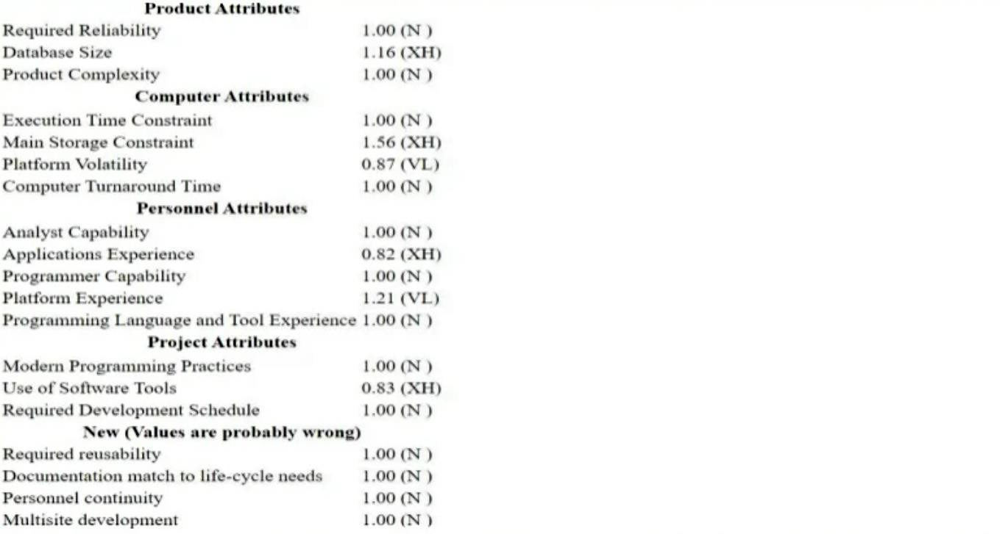 Product Attributes
Required Reliability 1.00 (N )
Database Size 1.16 (XH)
Product Complexity 1.00 (N )
Computer Attributes
Execution Time Constraint 1.00 (N )
Main Storage Constraint 1.56 (XH)
Platform Volatility 0.87 (VL)
Computer Turnaround Time 1.00 (N )
Personnel Attributes
Analyst Capability 1.00 (N )
Applications Experience 0.82 (XH)
Programmer Capability 1.00 (N )
Platform Experience 1.21 (VL)
Programming Language and Tool Experience 1.00 (N )
Project Attributes
Modern Programming Practices 1.00 (N )
Use of Software Tools 0.83 (XH)
Required Development Schedule 1.00 (N )
New (Values are probably wrong)
Required reusability 1.00 (N )
Documentation match to life-cycle needs 1.00 (N )
Personnel continuity 1.00 (N )
Multisite development 1.00 (N )